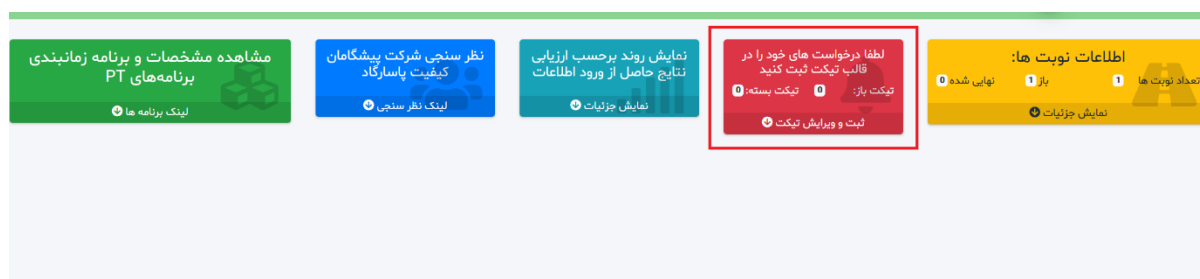 اطلاعات نوبت ها:
تعداد نوبت ها 1 باز 1 نهایی شده 0
نمایش جزئیات
لطفا درخواست های خود را در
قالب تیکت ثبت کنید
تیکت باز: 0 تیکت بسته: 0
ثبت و ویرایش تیکت
نمایش روند برحسب ارزیابی
نتایج حاصل از ورود اطلاعات
نمایش جزئیات
نظر سنجی شرکت پیشگامان
کیفیت پاسارگاد
لینک نظر سنجی
مشاهده مشخصات و برنامه زمانبندی
برنامه‌های PT
لینک برنامه ها